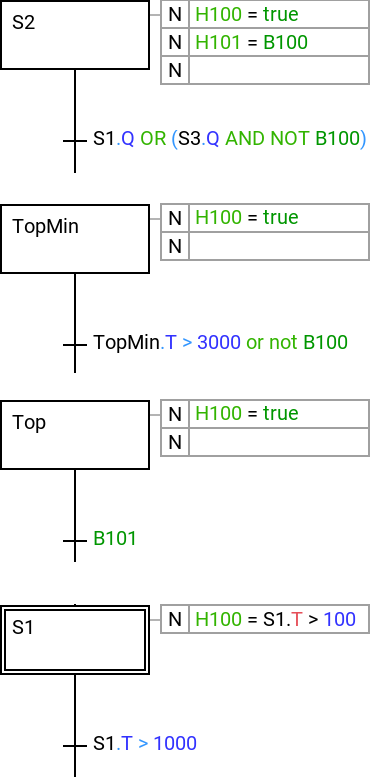 S2
N H100 = true
N H101 = B100
N
S1.Q OR (S3.Q AND NOT B100)
TopMin
N H100 = true
N
TopMin.T > 3000 or not B100
Top
N H100 = true
N
B101
S1
N H100 = S1.T > 100
S1.T > 1000